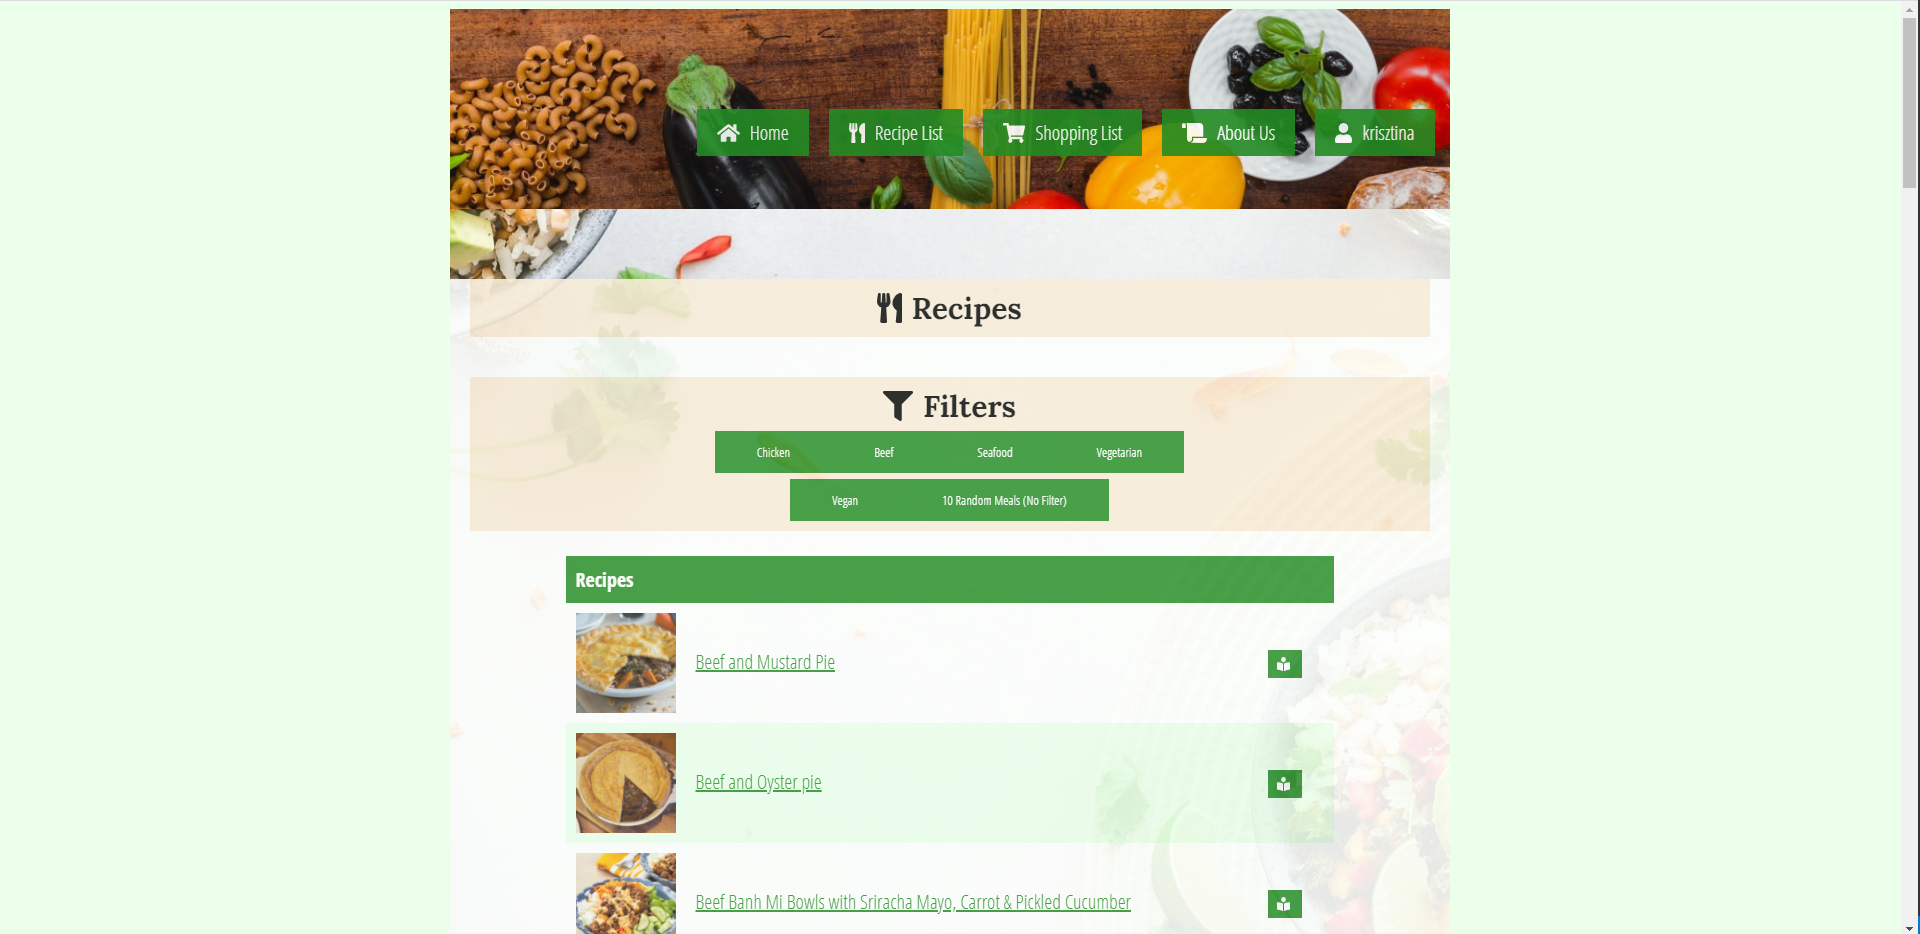 Home Recipe List Shopping List About Us krisztina
Recipes
Filters
Chicken Beef Seafood Vegetarian
Vegan 10 Random Meals (No Filter)
Recipes
Beef and Mustard Pie
Beef and Oyster pie
Beef Banh Mi Bowls with Sriracha Mayo, Carrot & Pickled Cucumber